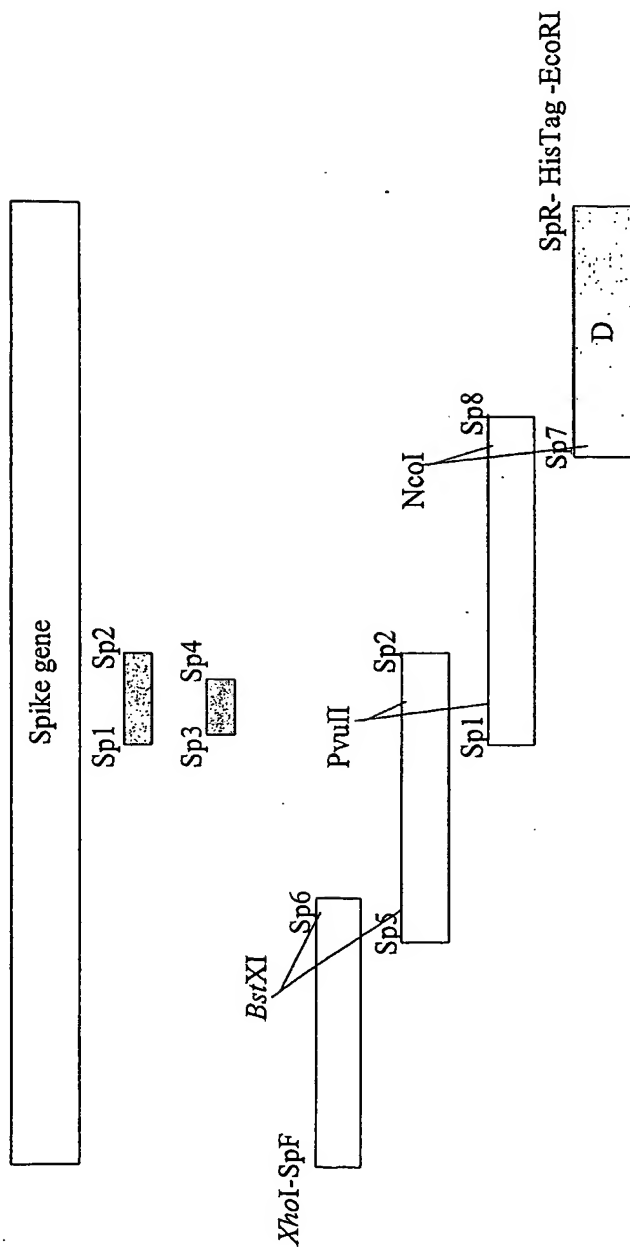 Spike gene
Sp1 Sp2
Sp3 Sp4
XhoI-SpF
Sp6
BstXI
Sp5
Sp2
PvuII
Sp1
Sp8
NcoI
Sp7
D
SpR- HisTag -EcoRI